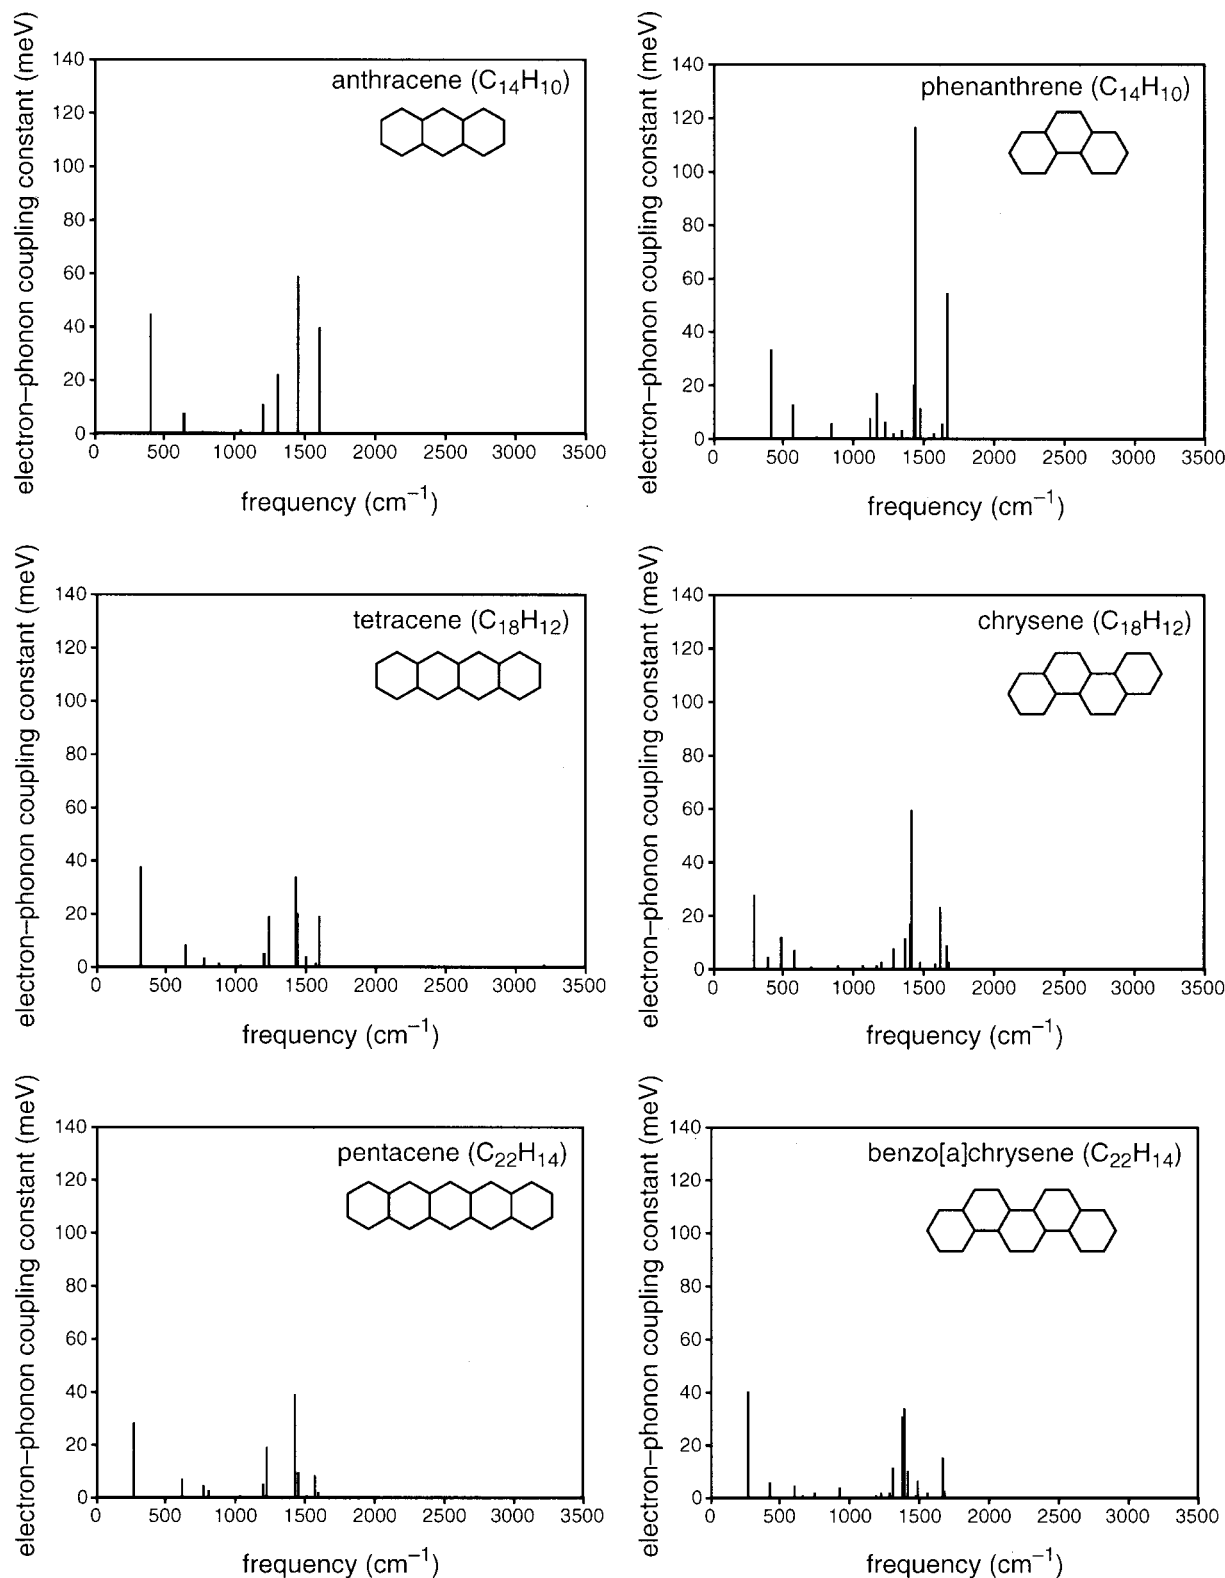 electron–phonon coupling constant (meV)
140
120
100
80
60
40
20
0
anthracene (C14H10)
0 500 1000 1500 2000 2500 3000 3500
frequency (cm−1)
electron–phonon coupling constant (meV)
140
120
100
80
60
40
20
0
phenanthrene (C14H10)
0 500 1000 1500 2000 2500 3000 3500
frequency (cm−1)
electron–phonon coupling constant (meV)
140
120
100
80
60
40
20
0
tetracene (C18H12)
0 500 1000 1500 2000 2500 3000 3500
frequency (cm−1)
electron–phonon coupling constant (meV)
140
120
100
80
60
40
20
0
chrysene (C18H12)
0 500 1000 1500 2000 2500 3000 3500
frequency (cm−1)
electron–phonon coupling constant (meV)
140
120
100
80
60
40
20
0
pentacene (C22H14)
0 500 1000 1500 2000 2500 3000 3500
frequency (cm−1)
electron–phonon coupling constant (meV)
140
120
100
80
60
40
20
0
benzo[a]chrysene (C22H14)
0 500 1000 1500 2000 2500 3000 3500
frequency (cm−1)